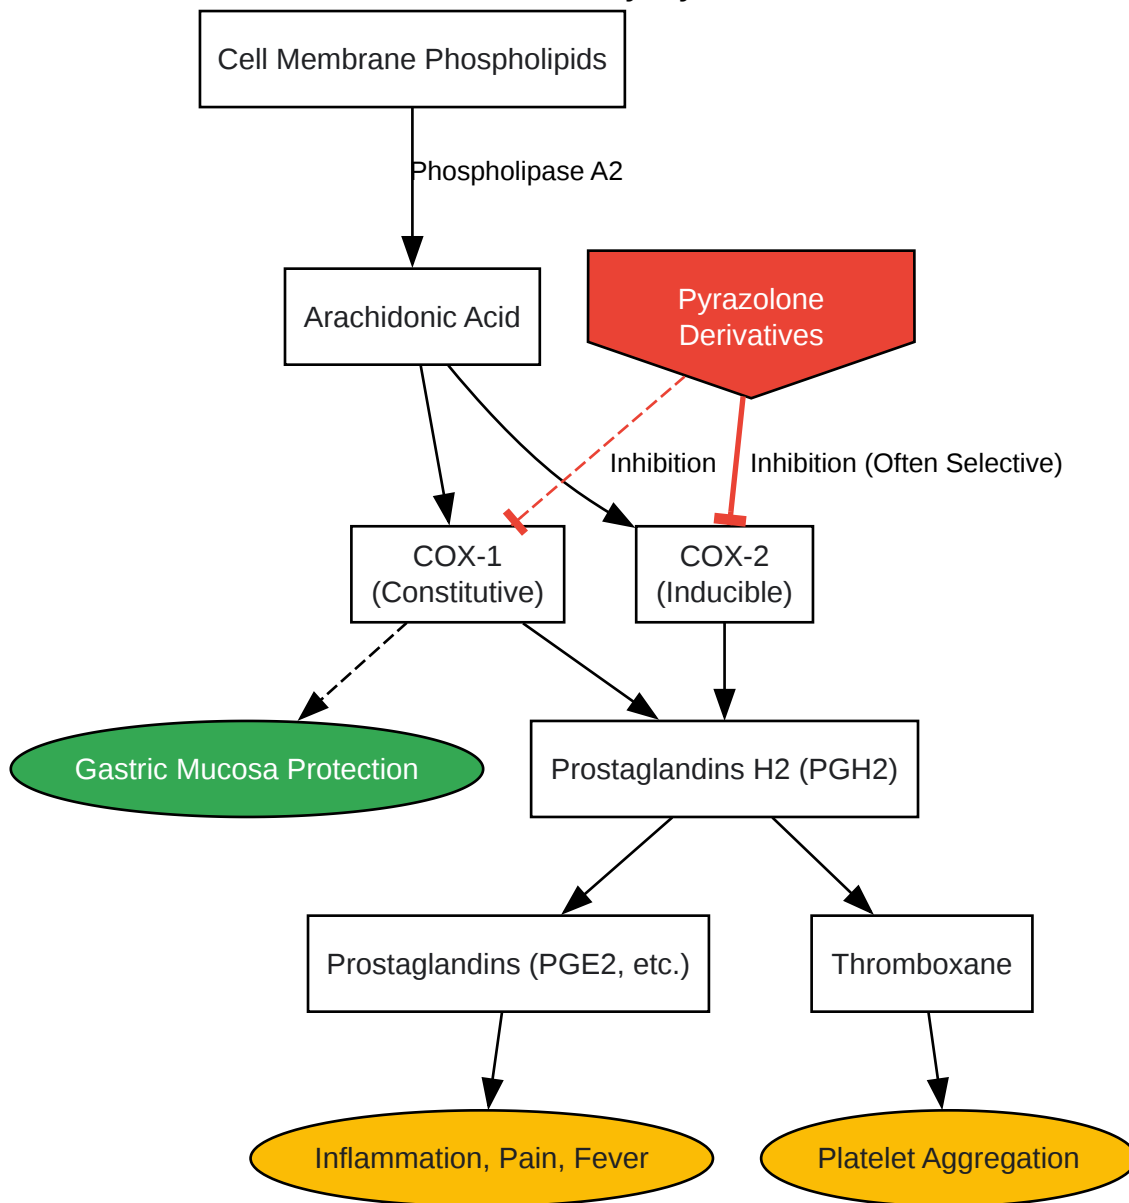 Cell Membrane Phospholipids
Phospholipase A2
Arachidonic Acid
Pyrazolone
Derivatives
Inhibition
Inhibition (Often Selective)
COX-1
(Constitutive)
COX-2
(Inducible)
Gastric Mucosa Protection
Prostaglandins H2 (PGH2)
Prostaglandins (PGE2, etc.)
Thromboxane
Inflammation, Pain, Fever
Platelet Aggregation